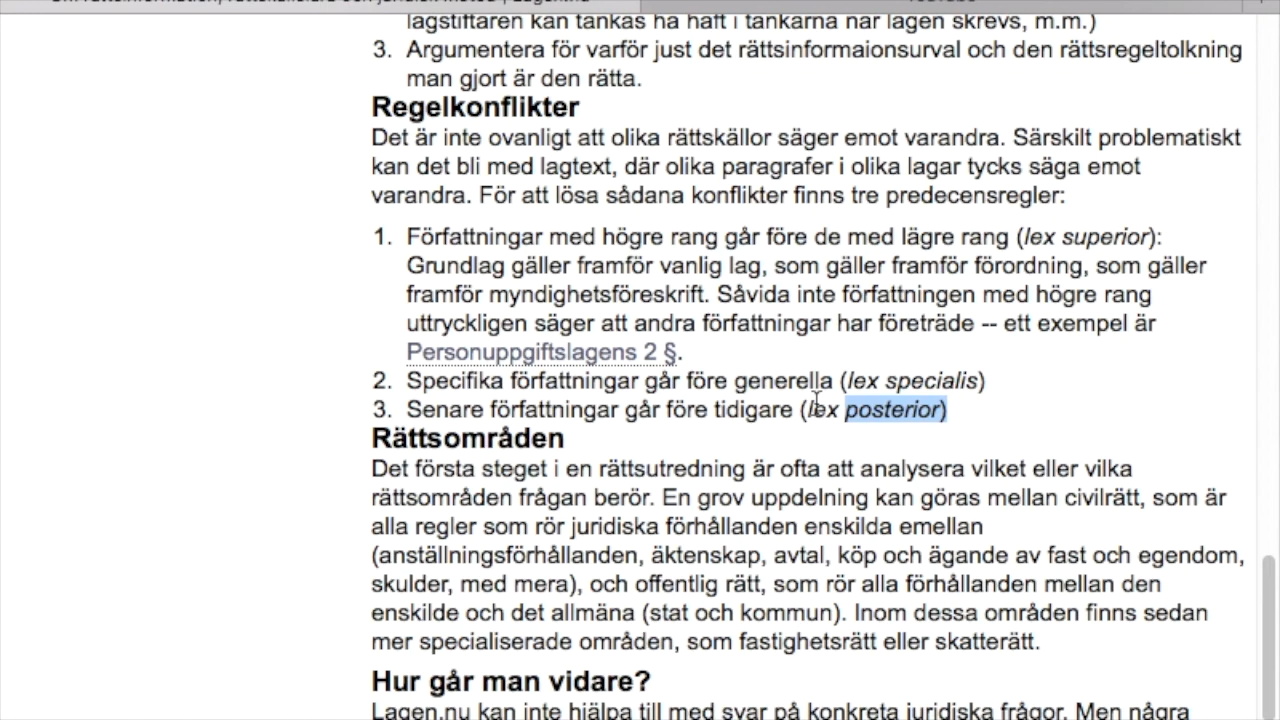 lagstiftaren kan tänkas ha haft i tankarna när lagen skrevs, m.m.)
3. Argumentera för varför just det rättsinformaionsurval och den rättsregeltolkning
man gjort är den rätta.
Regelkonflikter
Det är inte ovanligt att olika rättskällor säger emot varandra. Särskilt problematiskt
kan det bli med lagtext, där olika paragrafer i olika lagar tycks säga emot
varandra. För att lösa sådana konflikter finns tre predecensregler:
1. Författningar med högre rang går före de med lägre rang (lex superior):
Grundlag gäller framför vanlig lag, som gäller framför förordning, som gäller
framför myndighetsföreskrift. Såvida inte författningen med högre rang
uttryckligen säger att andra författningar har företräde -- ett exempel är
Personuppgiftslagens 2 §.
2. Specifika författningar går före generella (lex specialis)
3. Senare författningar går före tidigare (lex posterior)
Rättsområden
Det första steget i en rättsutredning är ofta att analysera vilket eller vilka
rättsområden frågan berör. En grov uppdelning kan göras mellan civilrätt, som är
alla regler som rör juridiska förhållanden enskilda emellan
(anställningsförhållanden, äktenskap, avtal, köp och ägande av fast och egendom,
skulder, med mera), och offentlig rätt, som rör alla förhållanden mellan den
enskilde och det allmäna (stat och kommun). Inom dessa områden finns sedan
mer specialiserade områden, som fastighetsrätt eller skatterätt.
Hur går man vidare?
Lagen.nu kan inte hjälpa till med svar på konkreta juridiska frågor. Men några